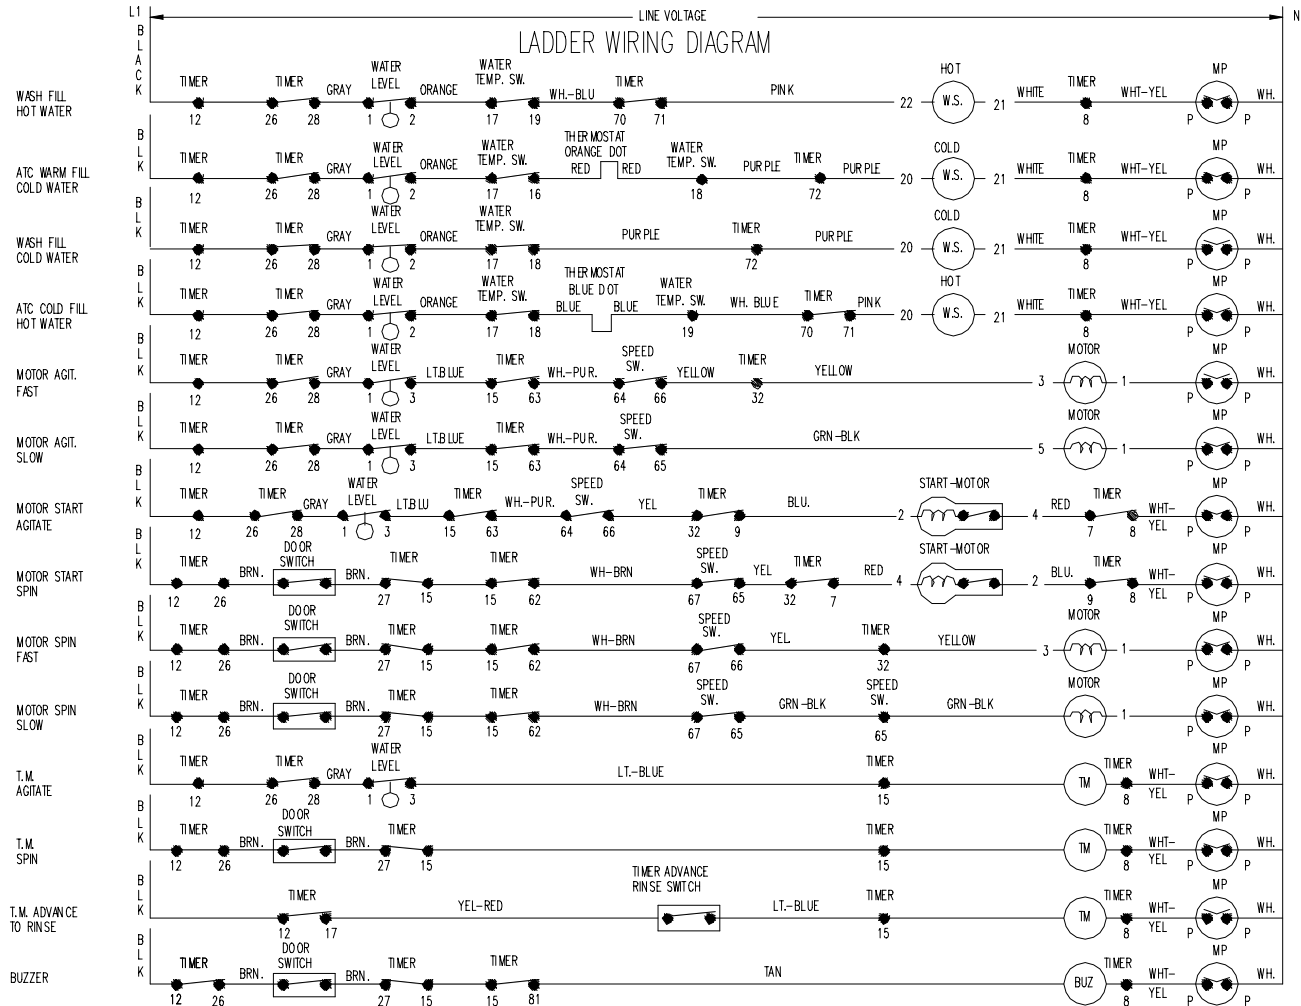 L1 LINE VOLTAGE N
LADDER WIRING DIAGRAM
BLACK
WASH FILL
HOT WATER
TIMER TIMER WATER LEVEL WATER TEMP. SW. TIMER HOT TIMER MP
GRAY ORANGE WH.-BLU PINK W.S. WHITE WHT-YEL WH.
12 26 28 1 2 17 19 70 71 22 21 8 P P
BLK
ATC WARM FILL
COLD WATER
TIMER TIMER WATER LEVEL WATER TEMP. SW. THERMOSTAT ORANGE DOT WATER TEMP. SW. TIMER COLD TIMER MP
GRAY ORANGE RED RED PURPLE PURPLE W.S. WHITE WHT-YEL WH.
12 26 28 1 2 17 16 18 72 20 21 8 P P
BLK
WASH FILL
COLD WATER
TIMER TIMER WATER LEVEL WATER TEMP. SW. TIMER COLD TIMER MP
GRAY ORANGE PURPLE PURPLE W.S. WHITE WHT-YEL WH.
12 26 28 1 2 17 18 72 20 21 8 P P
BLK
ATC COLD FILL
HOT WATER
TIMER TIMER WATER LEVEL WATER TEMP. SW. THERMOSTAT BLUE DOT WATER TEMP. SW. TIMER HOT TIMER MP
GRAY ORANGE BLUE BLUE WH. BLUE PINK W.S. WHITE WHT-YEL WH.
12 26 28 1 2 17 18 19 70 71 20 21 8 P P
BLK
MOTOR AGIT.
FAST
TIMER TIMER WATER LEVEL TIMER SPEED SW. TIMER MOTOR MP
GRAY LT.BLUE WH.-PUR. YELLOW YELLOW WH.
12 26 28 1 3 15 63 64 66 32 3 1 P P
BLK
MOTOR AGIT.
SLOW
TIMER TIMER WATER LEVEL TIMER SPEED SW. MOTOR MP
GRAY LT.BLUE WH.-PUR. GRN-BLK WH.
12 26 28 1 3 15 63 64 65 5 1 P P
BLK
MOTOR START
AGITATE
TIMER TIMER WATER LEVEL TIMER SPEED SW. TIMER START-MOTOR TIMER MP
GRAY LT.BLU WH.-PUR. YEL BLU. RED WHT-YEL WH.
12 26 28 1 3 15 63 64 66 32 9 2 4 7 8 P P
BLK
MOTOR START
SPIN
TIMER DOOR SWITCH TIMER TIMER SPEED SW. TIMER START-MOTOR TIMER MP
BRN. BRN. WH-BRN YEL RED BLU. WHT-YEL WH.
12 26 27 15 15 62 67 65 32 7 4 2 9 8 P P
BLK
MOTOR SPIN
FAST
TIMER DOOR SWITCH TIMER TIMER SPEED SW. TIMER MOTOR MP
BRN. BRN. WH-BRN YEL. YELLOW WH.
12 26 27 15 15 62 67 66 32 3 1 P P
BLK
MOTOR SPIN
SLOW
TIMER DOOR SWITCH TIMER TIMER SPEED SW. SPEED SW. MOTOR MP
BRN. BRN. WH-BRN GRN-BLK GRN-BLK WH.
12 26 27 15 15 62 67 65 65 1 P P
BLK
T.M.
AGITATE
TIMER TIMER WATER LEVEL TIMER TIMER MP
GRAY LT.-BLUE TM WHT-YEL WH.
12 26 28 1 3 15 8 P P
BLK
T.M.
SPIN
TIMER DOOR SWITCH TIMER TIMER TIMER MP
BRN. BRN. TM WHT-YEL WH.
12 26 27 15 15 8 P P
BLK
T.M. ADVANCE
TO RINSE
TIMER TIMER ADVANCE RINSE SWITCH TIMER TIMER MP
YEL-RED LT.-BLUE TM WHT-YEL WH.
12 17 15 8 P P
BLK
BUZZER
TIMER DOOR SWITCH TIMER TIMER TIMER MP
BRN. BRN. TAN BUZ WHT-YEL WH.
12 26 27 15 15 81 8 P P